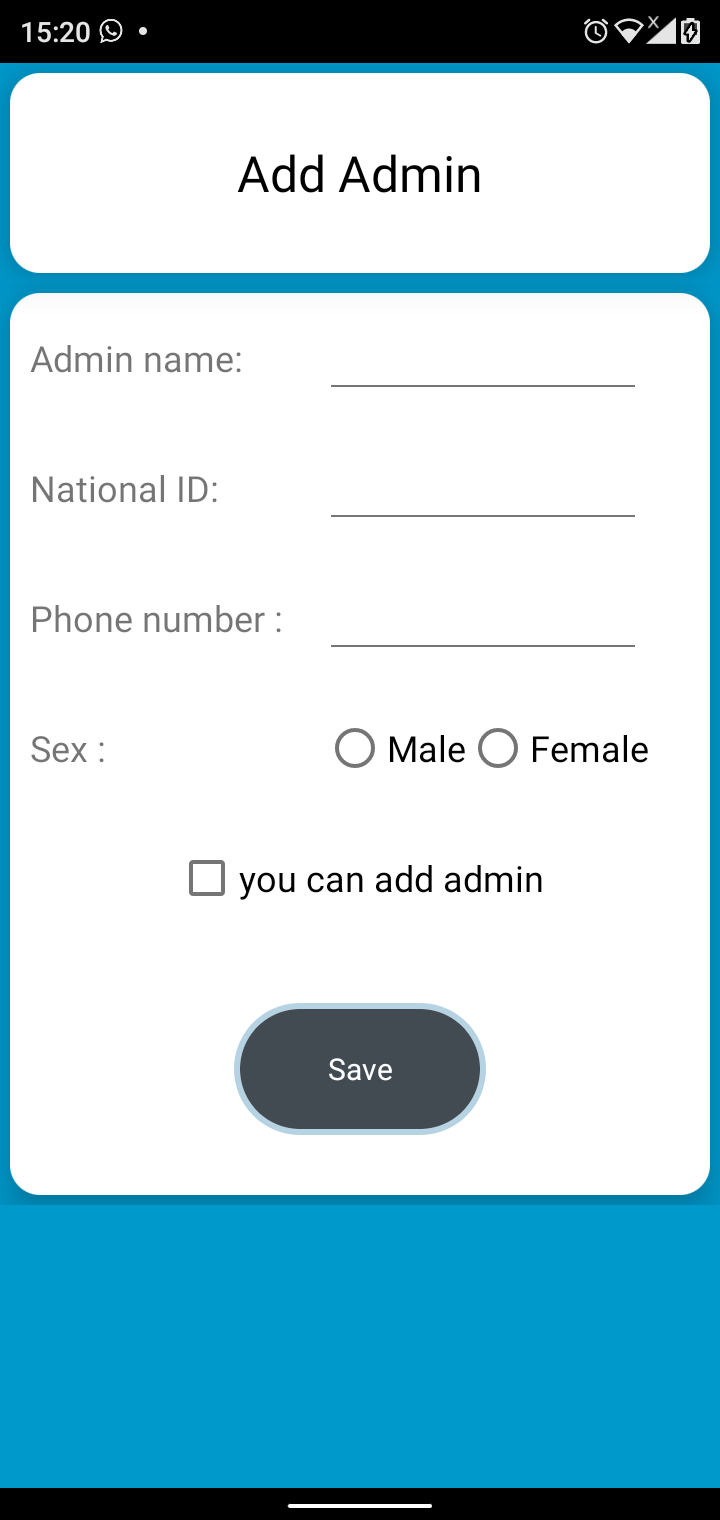 15:20
Add Admin
Admin name:
National ID:
Phone number :
Sex : Male Female
you can add admin
Save